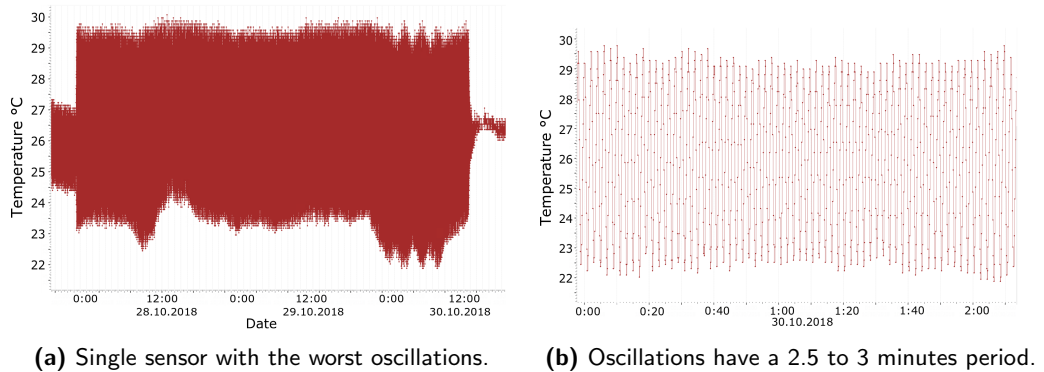 30
29
28
27
26
25
24
23
22
Temperature °C
0:00 12:00 0:00 12:00 0:00 12:00
28.10.2018 29.10.2018 30.10.2018
Date
(a) Single sensor with the worst oscillations.
30
29
28
27
26
25
24
23
22
Temperature °C
0:00 0:20 0:40 1:00 1:20 1:40 2:00
30.10.2018
(b) Oscillations have a 2.5 to 3 minutes period.